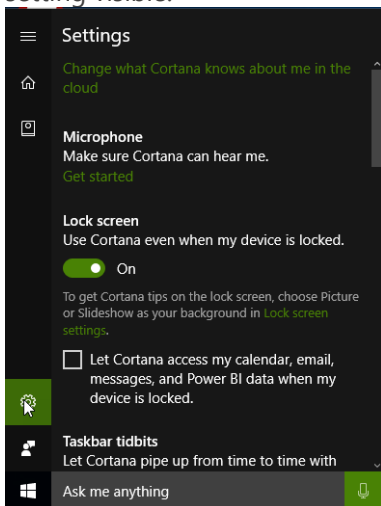 setting visible.
Settings
Change what Cortana knows about me in the
cloud
Microphone
Make sure Cortana can hear me.
Get started
Lock screen
Use Cortana even when my device is locked.
On
To get Cortana tips on the lock screen, choose Picture
or Slideshow as your background in Lock screen
settings.
Let Cortana access my calendar, email,
messages, and Power BI data when my
device is locked.
Taskbar tidbits
Let Cortana pipe up from time to time with
Ask me anything